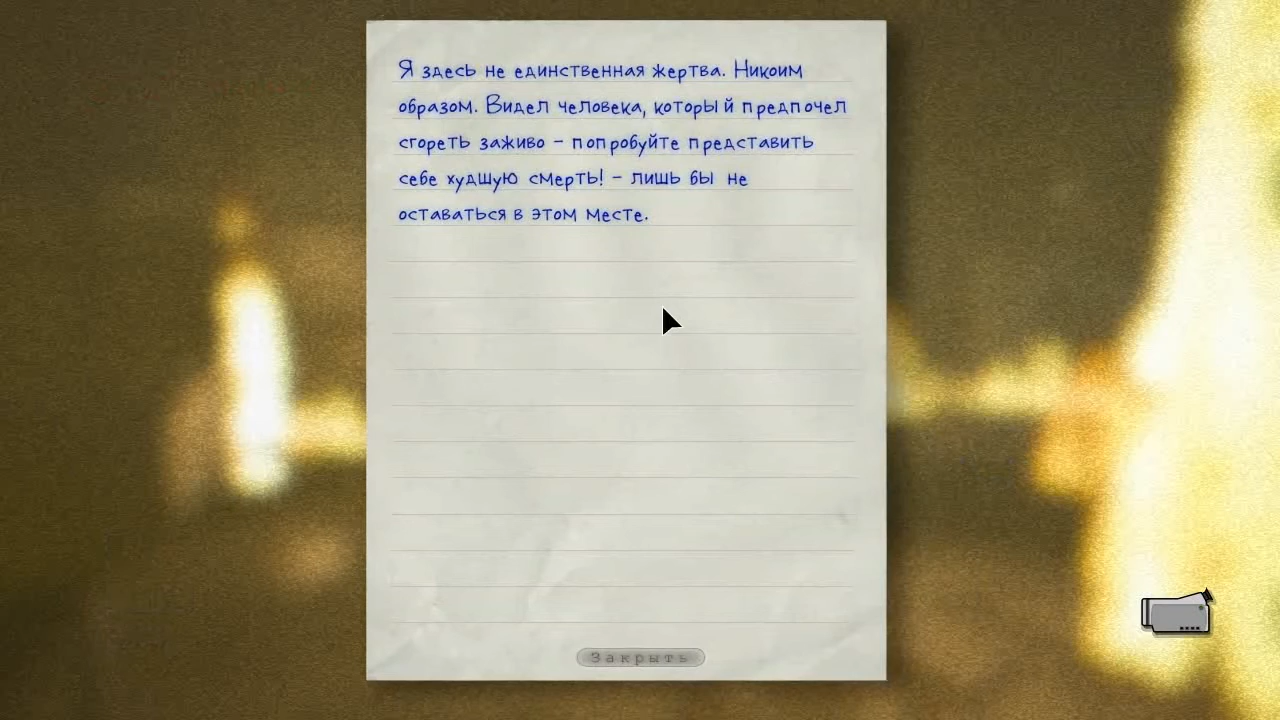 Я здесь не единственная жертва. Никоим
образом. Видел человека, который предпочел
сгореть заживо - попробуйте представить
себе худшую смерть! - лишь бы не
оставаться в этом месте.
Закрыть